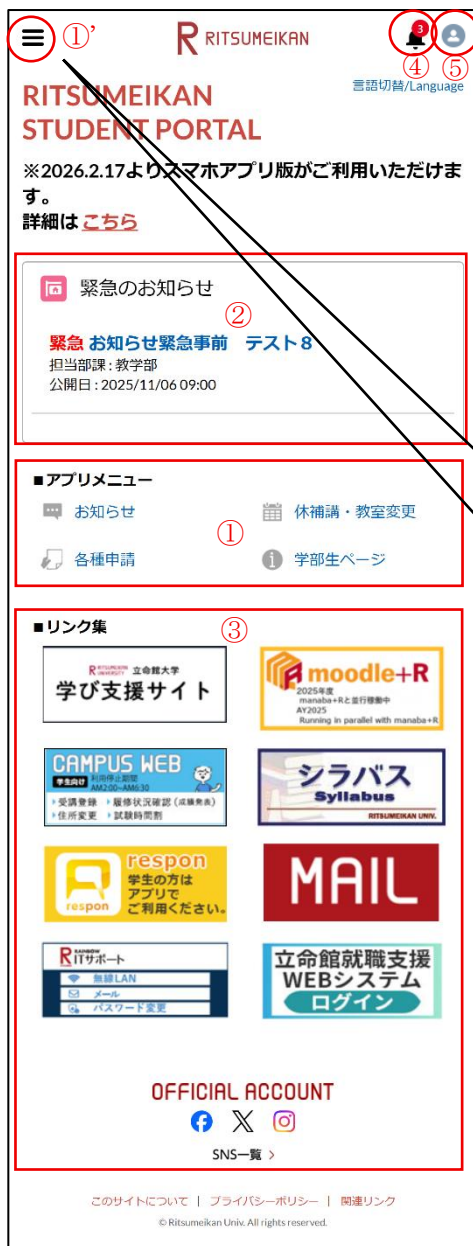 ①’
RITSUMEIKAN
3
④
⑤
言語切替/Language
RITSUMEIKAN
STUDENT PORTAL
※2026.2.17よりスマホアプリ版がご利用いただけま
す。
詳細は こちら
緊急のお知らせ
②
緊急 お知らせ緊急事前　テスト８
担当部課：教学部
公開日：2025/11/06 09:00
■アプリメニュー
お知らせ
休補講・教室変更
①
各種申請
学部生ページ
■リンク集
③
R RITSUMEIKAN UNIVERSITY 立命館大学
学び支援サイト
moodle+R
2025年度
manaba+Rと並行稼働中
AY2025
Running in parallel with manaba+R
CAMPUS WEB
学生向け 利用停止期間
AM2:00~AM6:30
受講登録 履修状況確認（成績発表）
住所変更 試験時間割
シラバス
Syllabus
RITSUMEIKAN UNIV.
respon
respon
学生の方は
アプリで
ご利用ください。
MAIL
RAINBOW
R ITサポート
無線LAN
メール
パスワード変更
立命館就職支援
WEBシステム
ログイン
OFFICIAL ACCOUNT
SNS一覧 >
このサイトについて | プライバシーポリシー | 関連リンク
© Ritsumeikan Univ. All rights reserved.